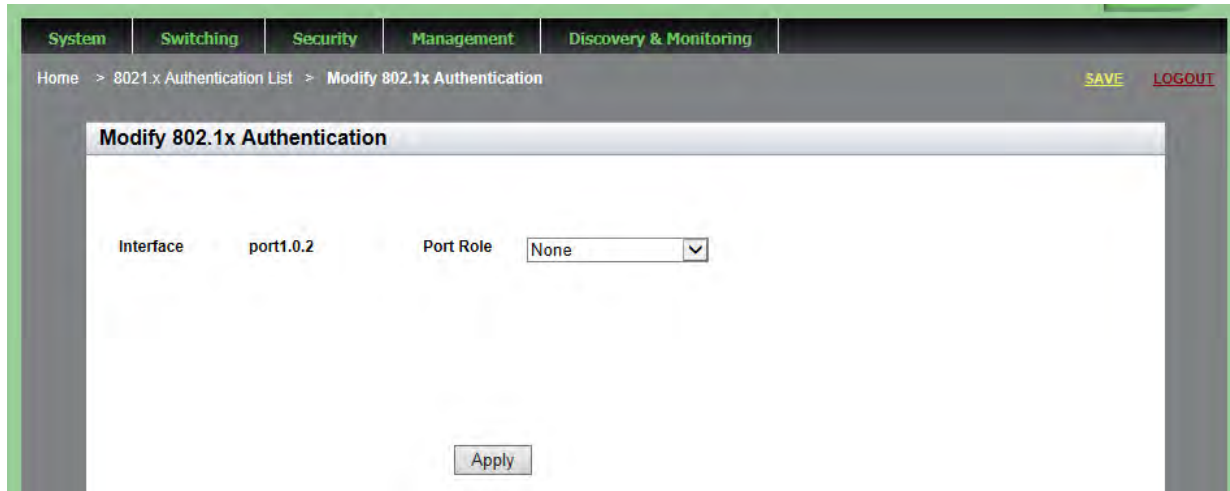 System Switching Security Management Discovery & Monitoring
Home > 8021.x Authentication List > Modify 802.1x Authentication SAVE LOGOUT
Modify 802.1x Authentication
Interface port1.0.2 Port Role None
Apply